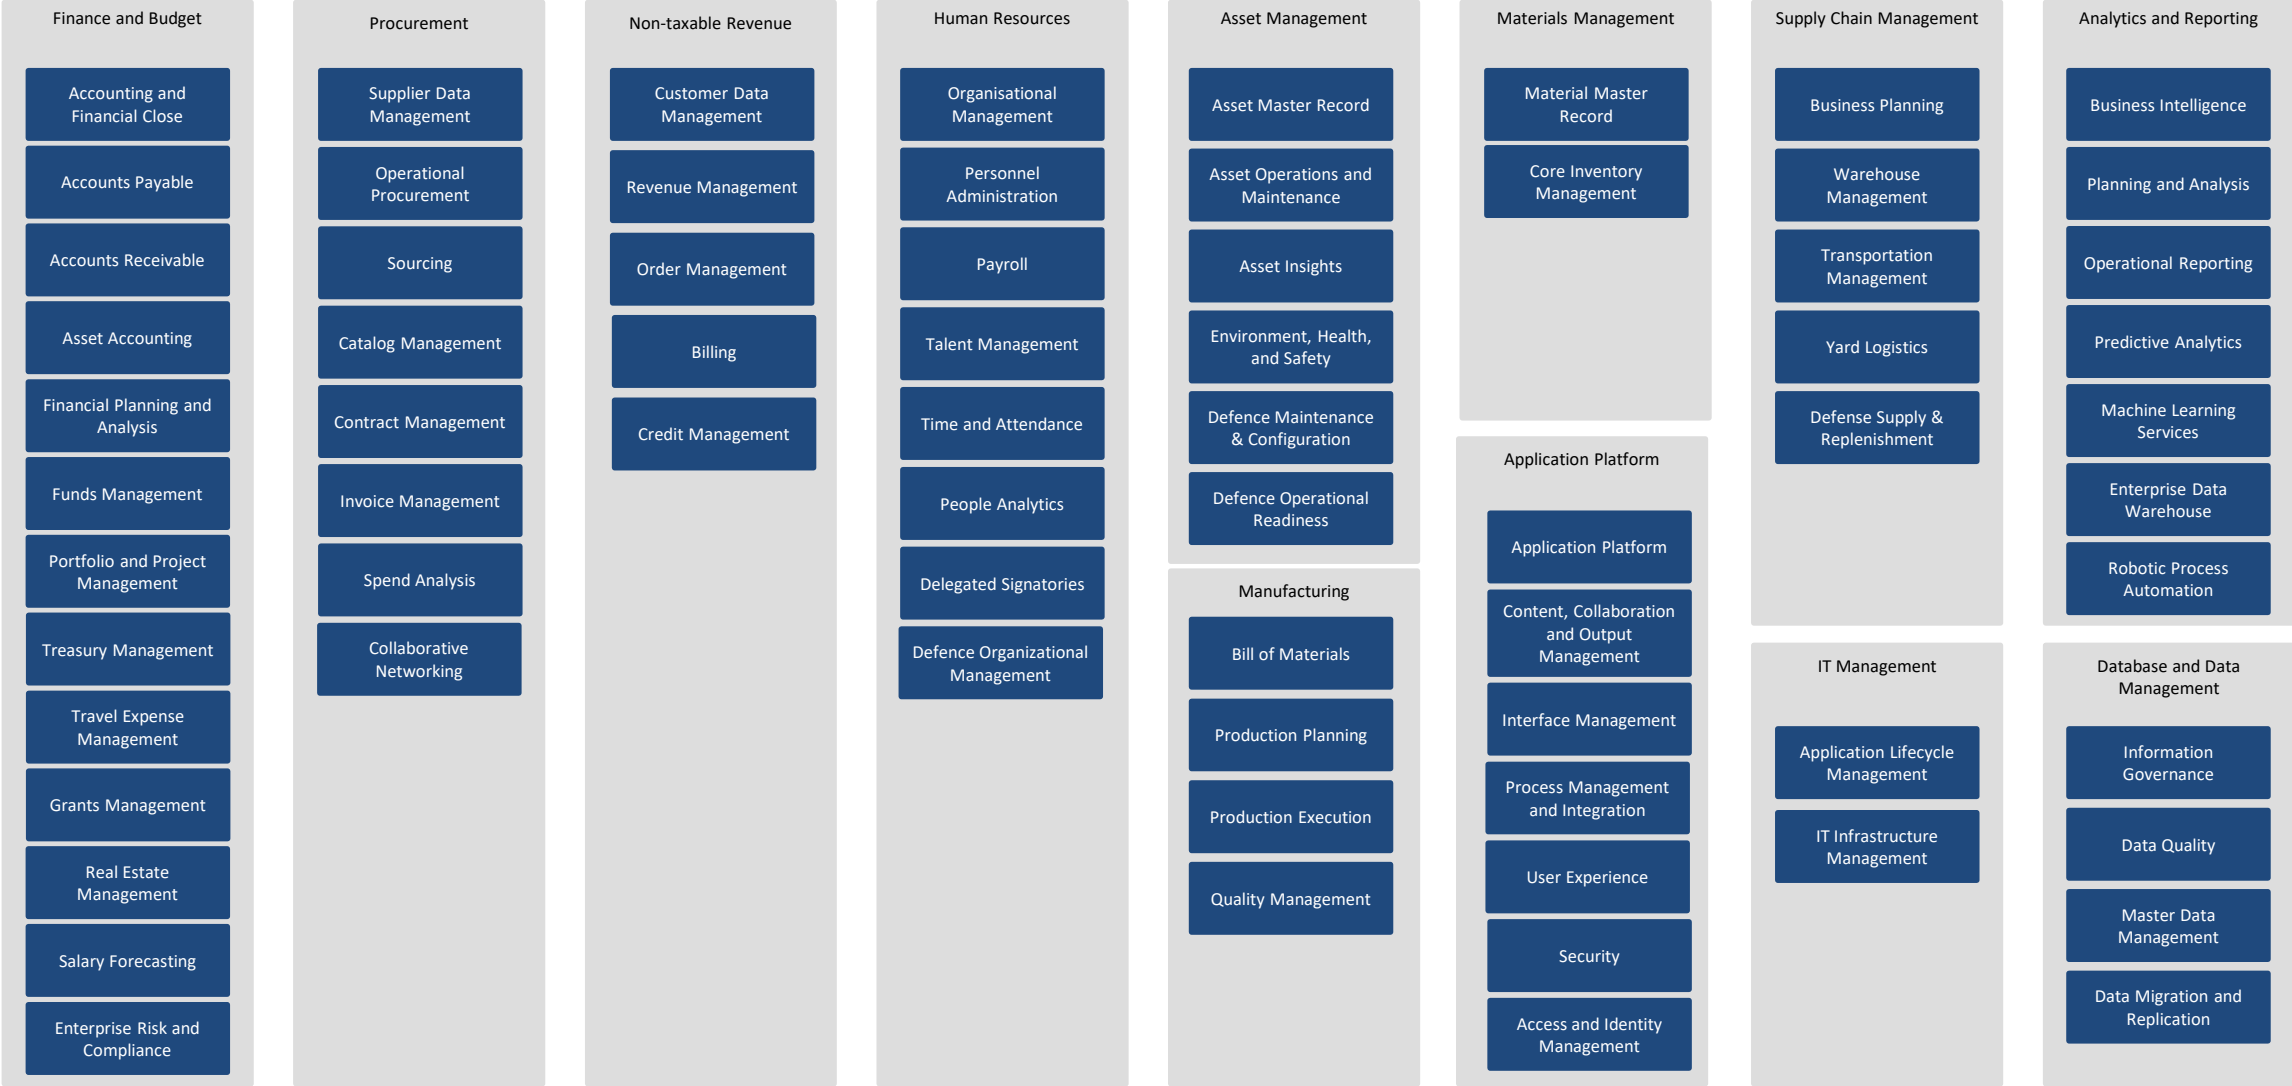 Finance and Budget
Accounting and
Financial Close
Accounts Payable
Accounts Receivable
Asset Accounting
Financial Planning and
Analysis
Funds Management
Portfolio and Project
Management
Treasury Management
Travel Expense
Management
Grants Management
Real Estate
Management
Salary Forecasting
Enterprise Risk and
Compliance
Procurement
Supplier Data
Management
Operational
Procurement
Sourcing
Catalog Management
Contract Management
Invoice Management
Spend Analysis
Collaborative
Networking
Non-taxable Revenue
Customer Data
Management
Revenue Management
Order Management
Billing
Credit Management
Human Resources
Organisational
Management
Personnel
Administration
Payroll
Talent Management
Time and Attendance
People Analytics
Delegated Signatories
Defence Organizational
Management
Asset Management
Asset Master Record
Asset Operations and
Maintenance
Asset Insights
Environment, Health,
and Safety
Defence Maintenance
& Configuration
Defence Operational
Readiness
Manufacturing
Bill of Materials
Production Planning
Production Execution
Quality Management
Materials Management
Material Master
Record
Core Inventory
Management
Application Platform
Application Platform
Content, Collaboration
and Output
Management
Interface Management
Process Management
and Integration
User Experience
Security
Access and Identity
Management
Supply Chain Management
Business Planning
Warehouse
Management
Transportation
Management
Yard Logistics
Defense Supply &
Replenishment
IT Management
Application Lifecycle
Management
IT Infrastructure
Management
Analytics and Reporting
Business Intelligence
Planning and Analysis
Operational Reporting
Predictive Analytics
Machine Learning
Services
Enterprise Data
Warehouse
Robotic Process
Automation
Database and Data
Management
Information
Governance
Data Quality
Master Data
Management
Data Migration and
Replication